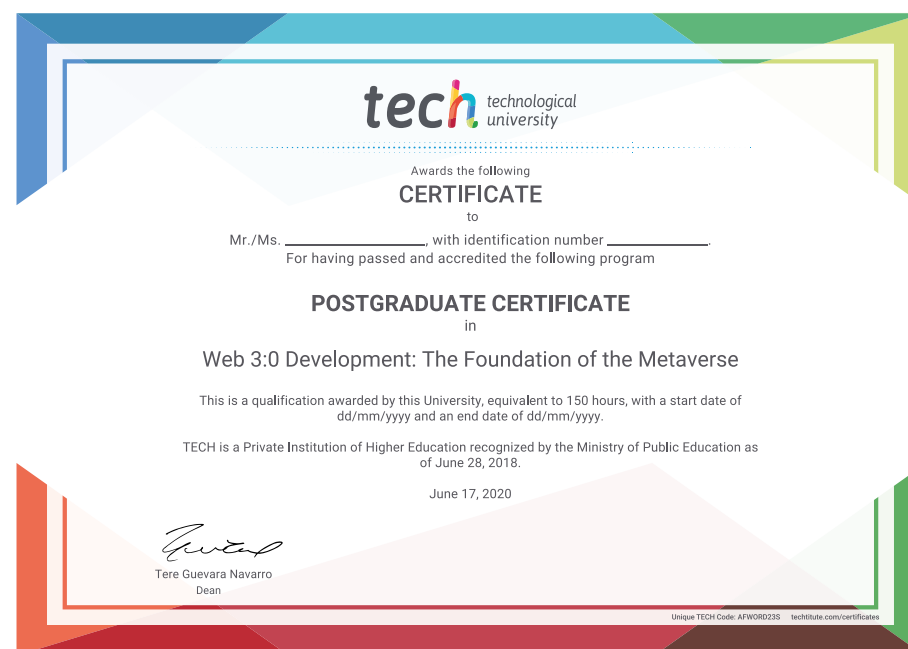 tech technological
university
Awards the following
CERTIFICATE
to
Mr./Ms. ____________________, with identification number _______________.
For having passed and accredited the following program
POSTGRADUATE CERTIFICATE
in
Web 3:0 Development: The Foundation of the Metaverse
This is a qualification awarded by this University, equivalent to 150 hours, with a start date of
dd/mm/yyyy and an end date of dd/mm/yyyy.
TECH is a Private Institution of Higher Education recognized by the Ministry of Public Education as
of June 28, 2018.
June 17, 2020
Tere Guevara Navarro
Dean
Unique TECH Code: AFWORD23S techtitute.com/certificates